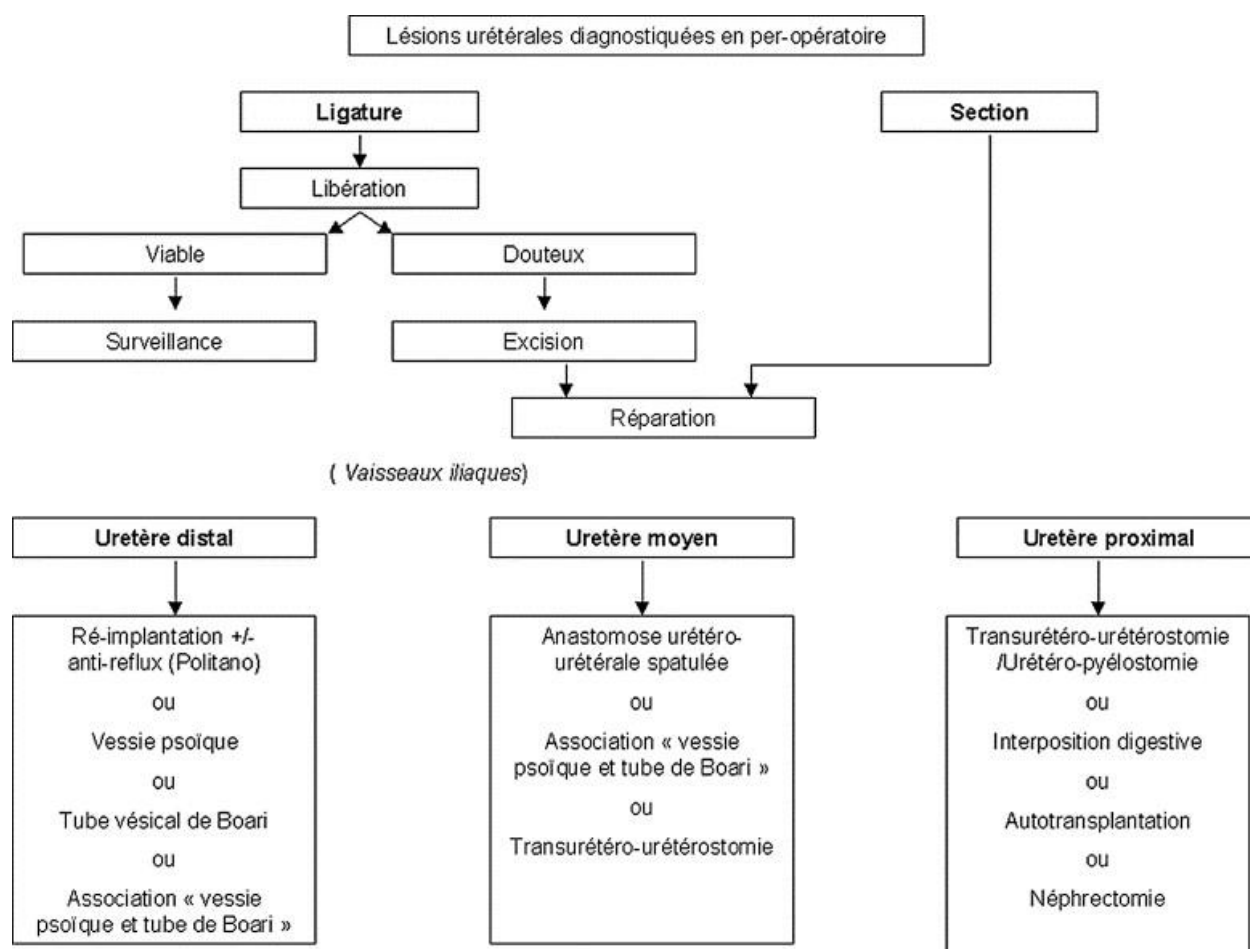 Lésions urétérales diagnostiquées en per-opératoire
Ligature
Section
Libération
Viable
Douteux
Surveillance
Excision
Réparation
( Vaisseaux iliaques)
Uretère distal
Uretère moyen
Uretère proximal
Ré-implantation +/-
anti-reflux (Politano)
ou
Vessie psoïque
ou
Tube vésical de Boari
ou
Association « vessie
psoïque et tube de Boari »
Anastomose urétéro-
urétérale spatulée
ou
Association « vessie
psoïque et tube de Boari »
ou
Transurétéro-urétérostomie
Transurétéro-urétérostomie
/Urétéro-pyélostomie
ou
Interposition digestive
ou
Autotransplantation
ou
Néphrectomie